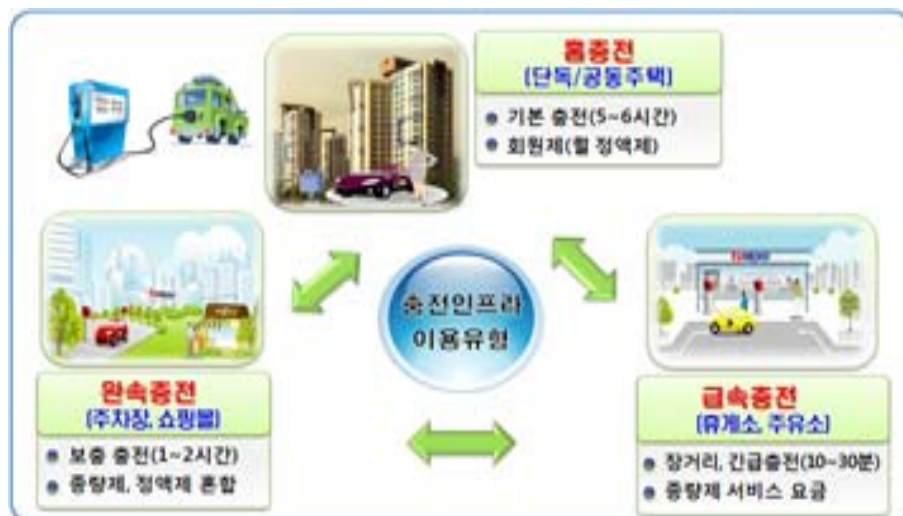 홈충전
(단독/공동주택)
● 기본 충전(5~6시간)
● 회원제(월 정액제)
충전인프라
이용유형
완속충전
(주차장, 쇼핑몰)
● 보충 충전(1~2시간)
● 종량제, 정액제 혼합
급속충전
(휴게소, 주유소)
● 장거리, 긴급충전(10~30분)
● 종량제 서비스 요금